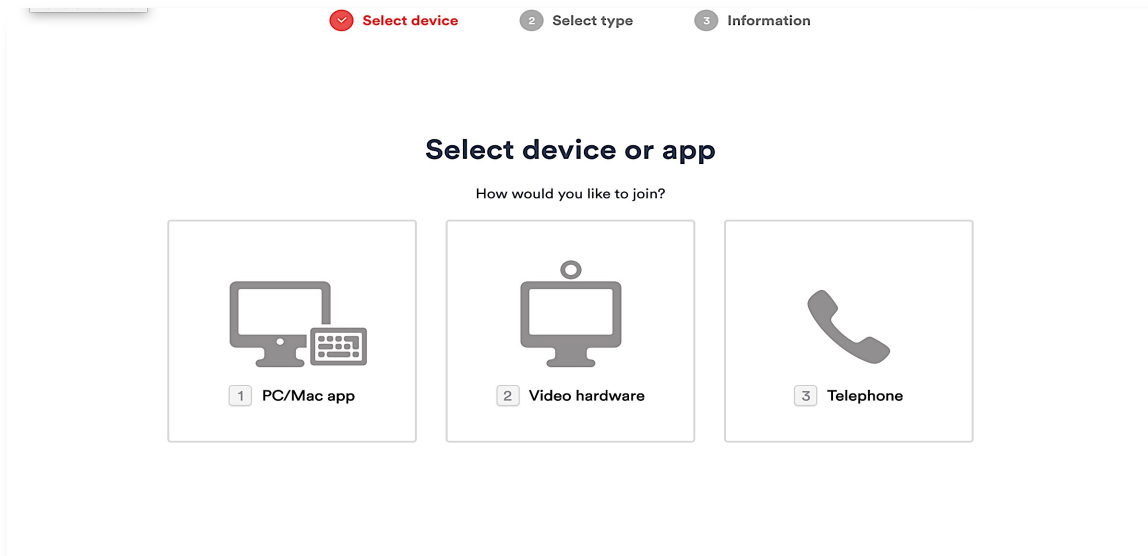 Select device
2 Select type
3 Information
Select device or app
How would you like to join?
1 PC/Mac app
2 Video hardware
3 Telephone